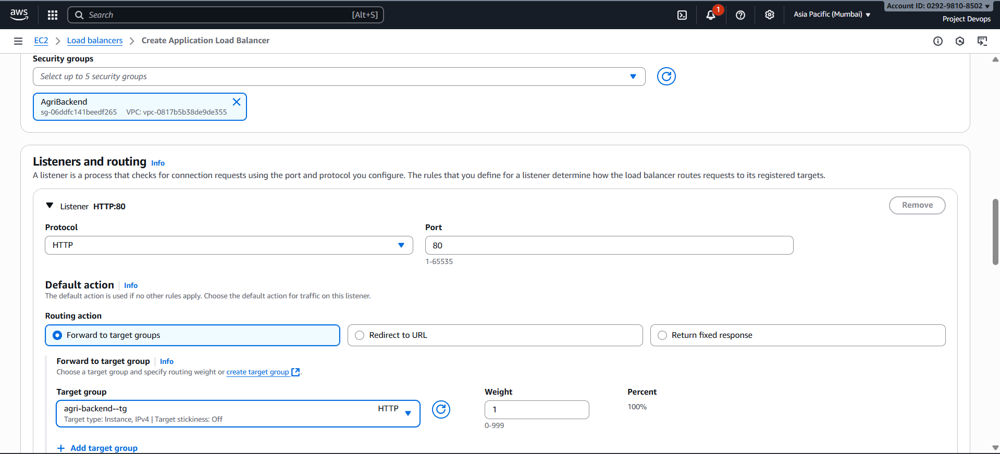 aws
Search [Alt+S]
1
Asia Pacific (Mumbai)
Account ID: 0292-9810-8502
Project Devops
EC2 Load balancers Create Application Load Balancer
Security groups
Select up to 5 security groups
AgriBackend
sg-06ddfc141beedf265 VPC: vpc-0817b5b38de9de355
Listeners and routing Info
A listener is a process that checks for connection requests using the port and protocol you configure. The rules that you define for a listener determine how the load balancer routes requests to its registered targets.
Listener HTTP:80 Remove
Protocol Port
HTTP 80
1-65535
Default action Info
The default action is used if no other rules apply. Choose the default action for traffic on this listener.
Routing action
Forward to target groups Redirect to URL Return fixed response
Forward to target group Info
Choose a target group and specify routing weight or create target group.
Target group Weight Percent
agri-backend--tg HTTP 1 100%
Target type: Instance, IPv4 | Target stickiness: Off
0-999
Add target group